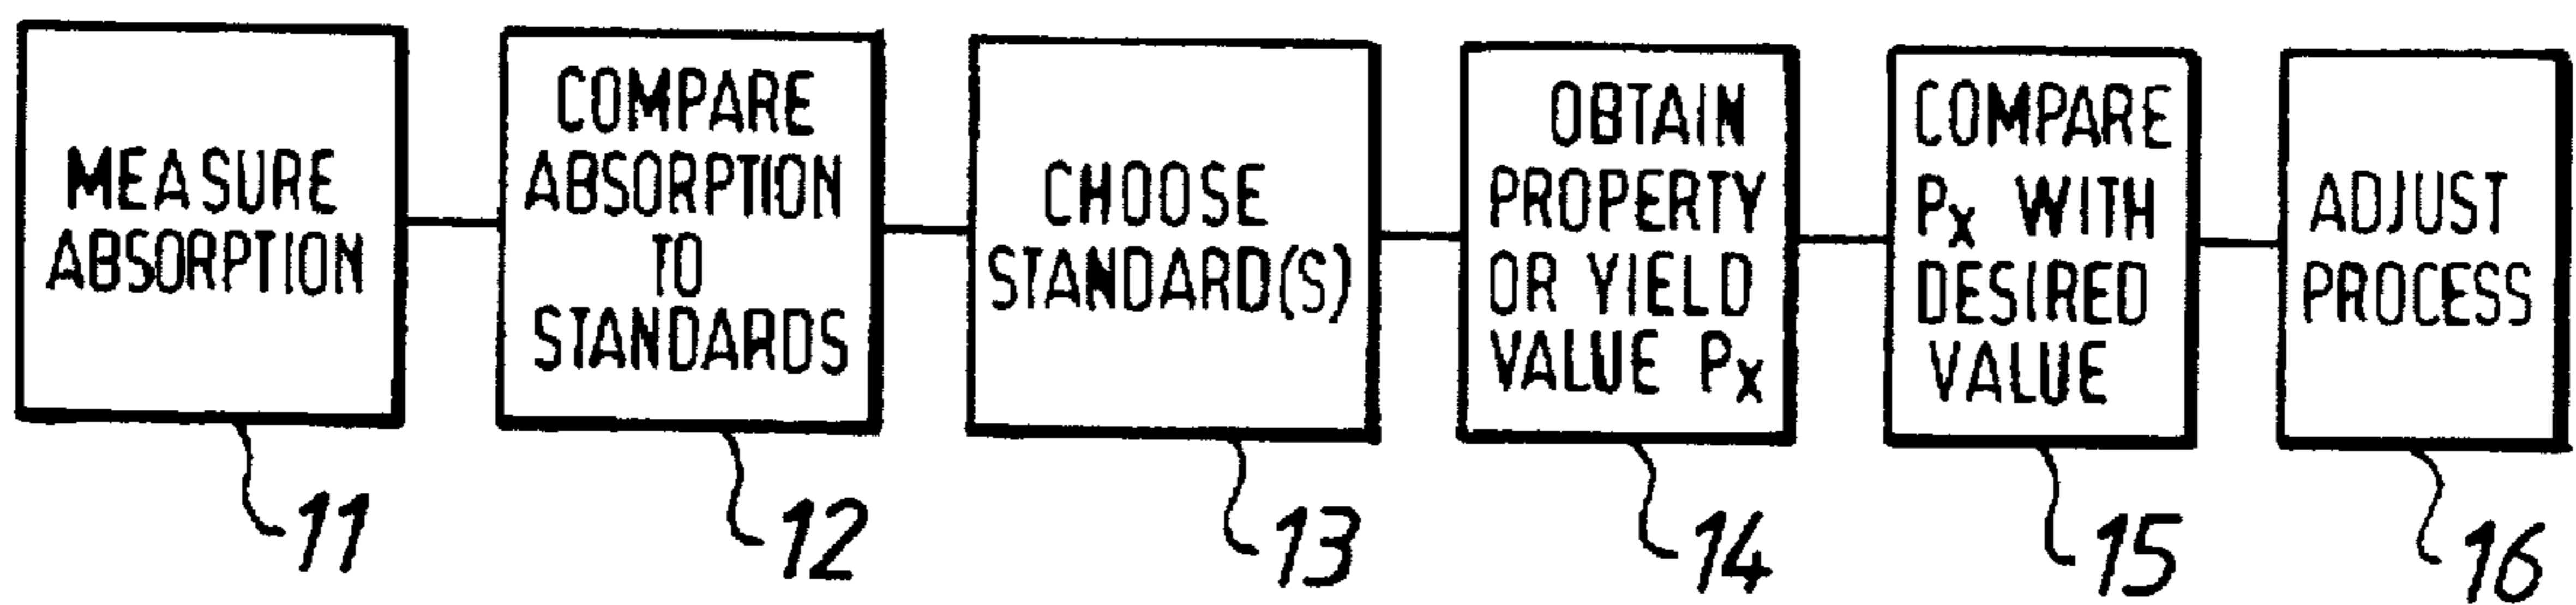 MEASURE
ABSORPTION
COMPARE
ABSORPTION
TO
STANDARDS
CHOOSE
STANDARD(S)
OBTAIN
PROPERTY
OR YIELD
VALUE Px
COMPARE
Px WITH
DESIRED
VALUE
ADJUST
PROCESS
11
12
13
14
15
16